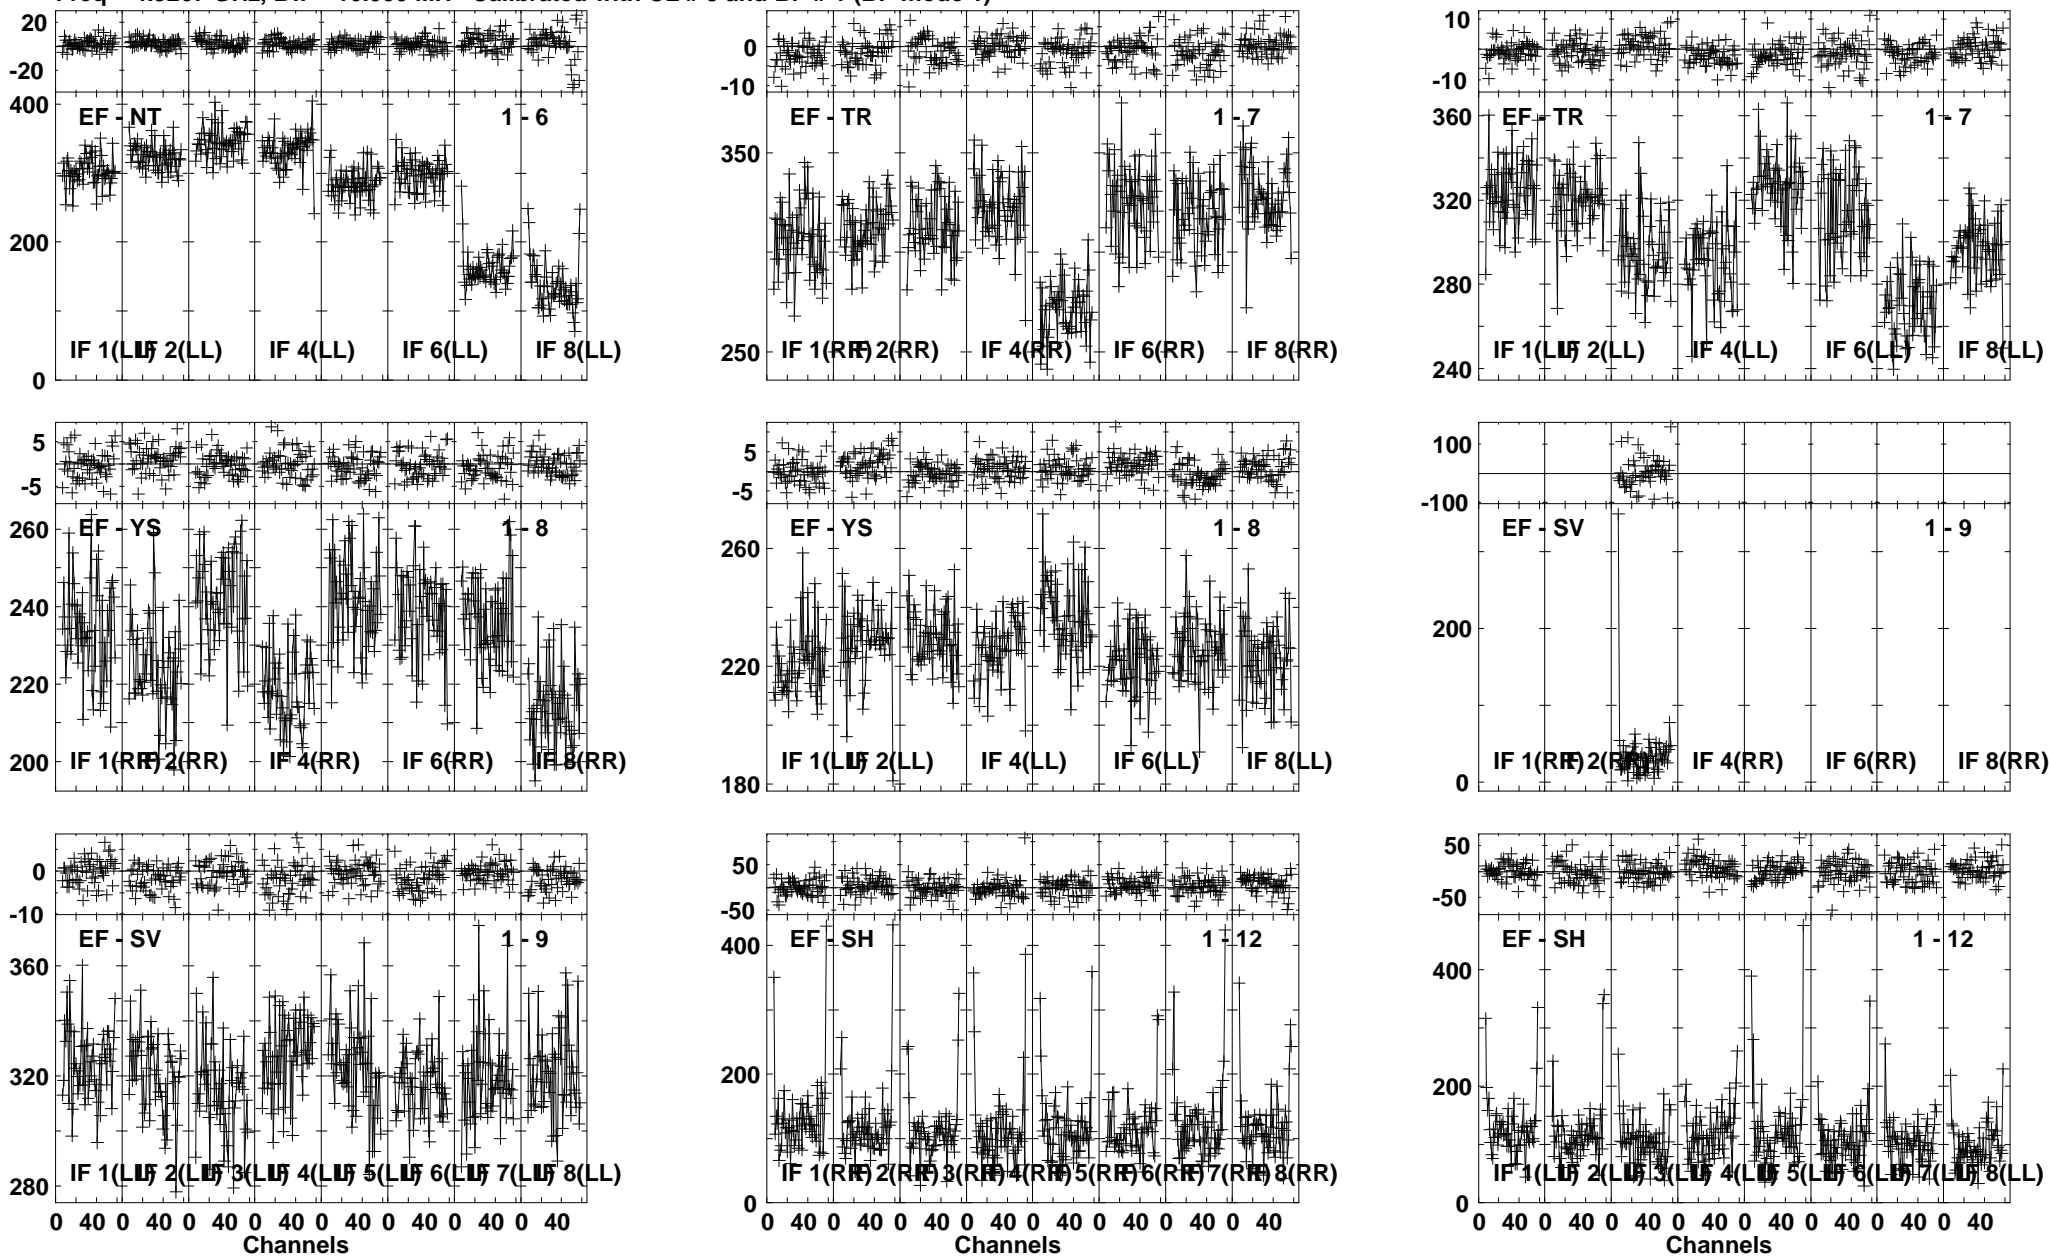 20 10
0 0 0
-20 -10 -10
400 EF - NT 1 - 6 EF - TR 1 - 7 360 EF - TR 1 - 7
350
320
200
280
IF 1(LL) IF 2(LL) IF 4(LL) IF 6(LL) IF 8(LL) 250 IF 1(RR) IF 2(RR) IF 4(RR) IF 6(RR) IF 8(RR) IF 1(LL) IF 2(LL) IF 4(LL) IF 6(LL) IF 8(LL)
0 240
5 5 100
-5 -5 -100
260 EF - YS 1 - 8 260 EF - YS 1 - 8 EF - SV 1 - 9
240
220 220 200
200 IF 1(RR) IF 2(RR) IF 4(RR) IF 6(RR) IF 8(RR) IF 1(LL) IF 2(LL) IF 4(LL) IF 6(LL) IF 8(LL) IF 1(RR) IF 2(RR) IF 4(RR) IF 6(RR) IF 8(RR)
180 0
0 50 50
-10 -50 -50
EF - SV 1 - 9 400 EF - SH 1 - 12 EF - SH 1 - 12
360 400
320 200 200
280 IF 1(LL) IF 2(LL) IF 3(LL) IF 4(LL) IF 5(LL) IF 6(LL) IF 7(LL) IF 8(LL) IF 1(RR) IF 2(RR) IF 3(RR) IF 4(RR) IF 5(RR) IF 6(RR) IF 7(RR) IF 8(RR) IF 1(LL) IF 2(LL) IF 3(LL) IF 4(LL) IF 5(LL) IF 6(LL) IF 7(LL) IF 8(LL)
0 0
0 40 0 40 0 40 0 40 0 40 0 40 0 40 0 40 0 40 0 40 0 40 0 40 0 40 0 40 0 40 0 40 0 40 0 40 0 40 0 40 0 40 0 40 0 40 0 40
Channels Channels Channels